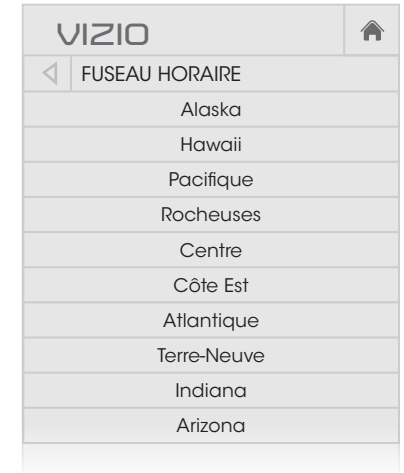 VIZIO
FUSEAU HORAIRE
Alaska
Hawaii
Pacifique
Rocheuses
Centre
Côte Est
Atlantique
Terre-Neuve
Indiana
Arizona